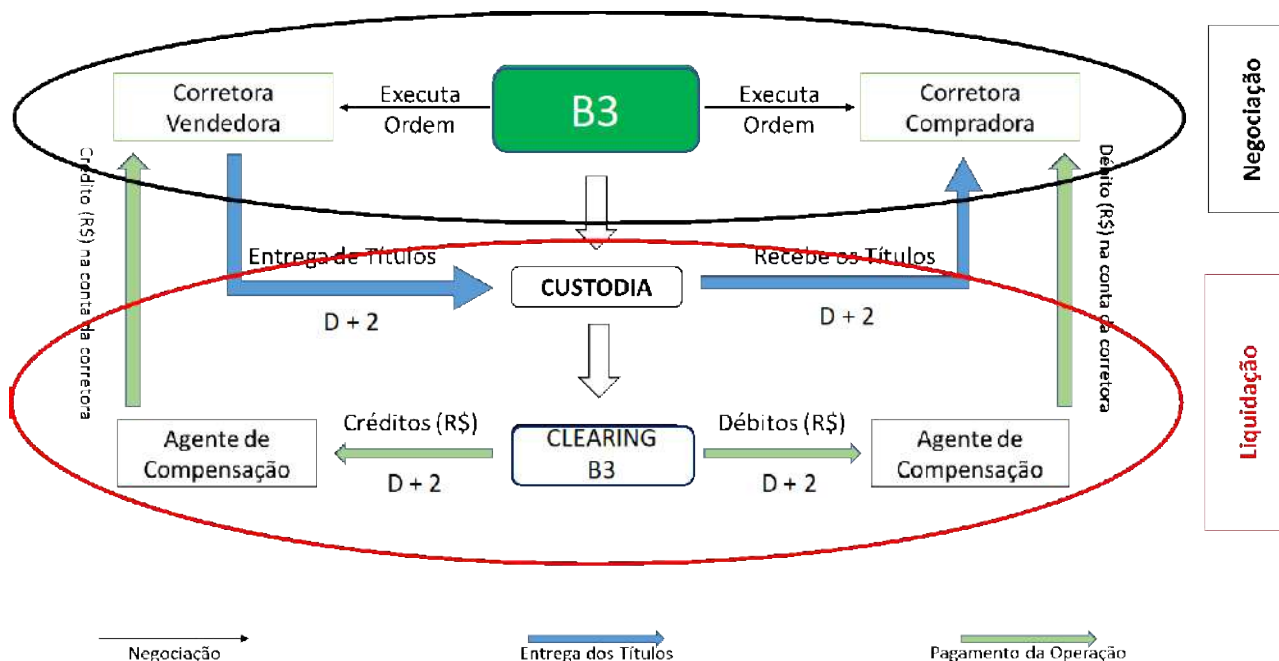 Corretora
Vendedora
Executa
Ordem
B3
Executa
Ordem
Corretora
Compradora
Negociação
Crédito (R$) na conta da corretora
Débito (R$) na conta da corretora
Entrega de Títulos
D + 2
CUSTODIA
Recebe os Títulos
D + 2
Liquidação
Agente de
Compensação
Créditos (R$)
D + 2
CLEARING
B3
Débitos (R$)
D + 2
Agente de
Compensação
Negociação
Entrega dos Títulos
Pagamento da Operação